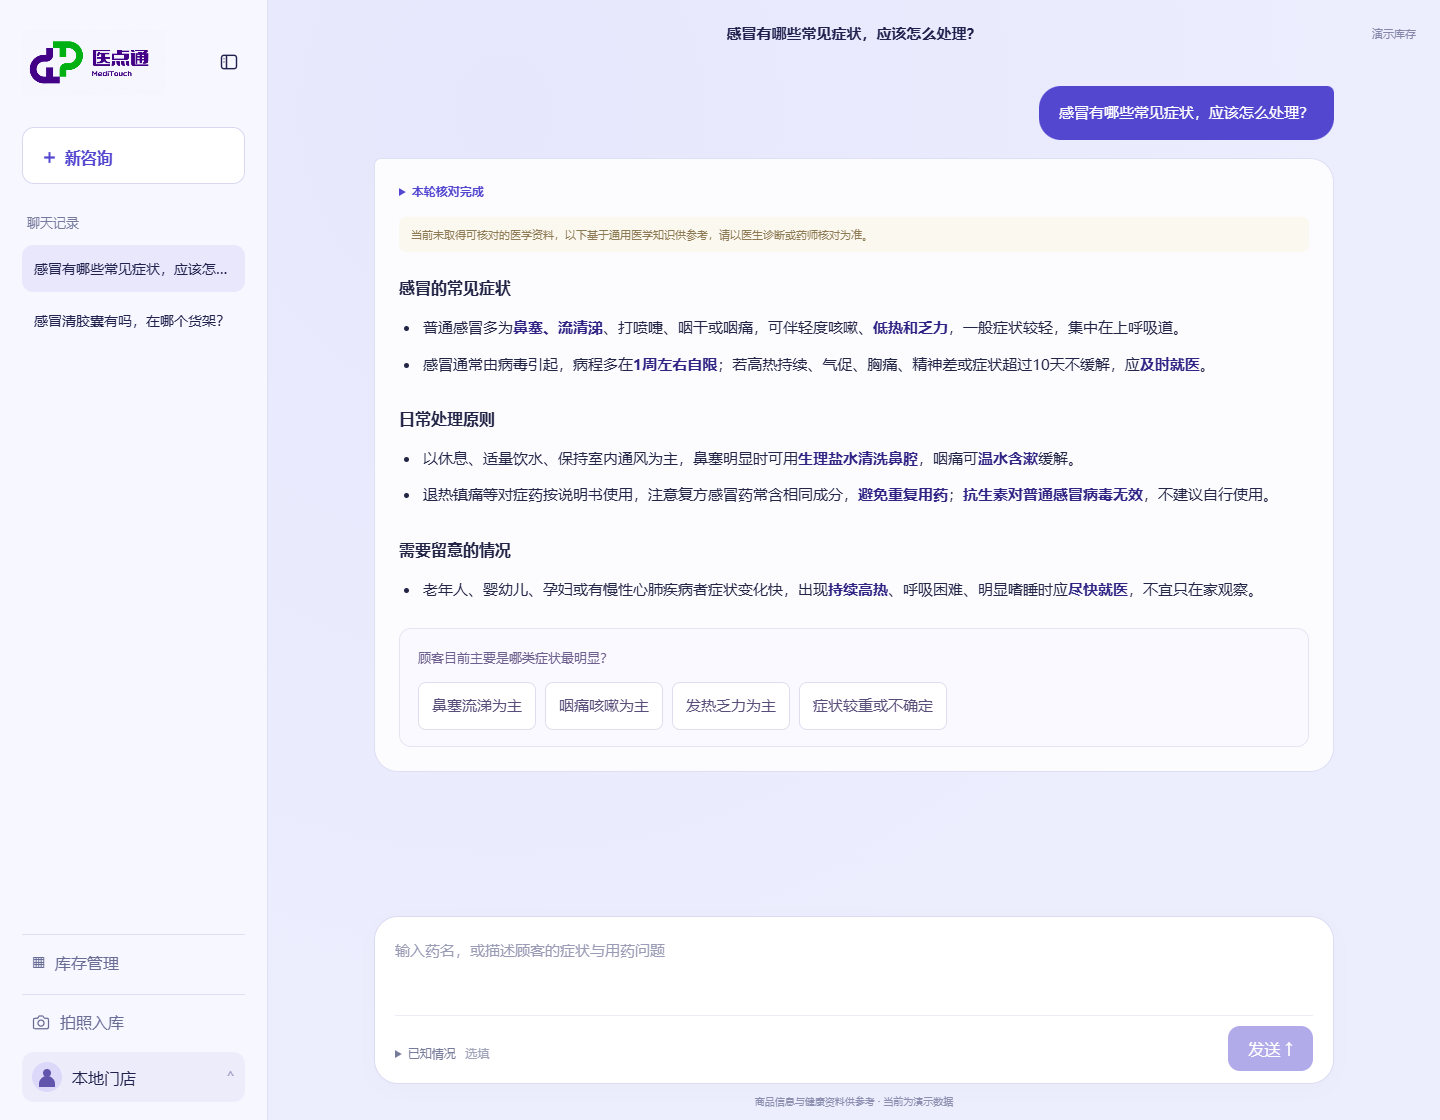 医点通
MediTouch
+ 新咨询
聊天记录
感冒有哪些常见症状，应该怎...
感冒清胶囊有吗，在哪个货架？
库存管理
拍照入库
本地门店
感冒有哪些常见症状，应该怎么处理？
演示库存
感冒有哪些常见症状，应该怎么处理？
本轮核对完成
当前未取得可核对的医学资料，以下基于通用医学知识供参考，请以医生诊断或药师核对为准。
感冒的常见症状
普通感冒多为鼻塞、流清涕、打喷嚏、咽干或咽痛，可伴轻度咳嗽、低热和乏力，一般症状较轻，集中在上呼吸道。
感冒通常由病毒引起，病程多在1周左右自限；若高热持续、气促、胸痛、精神差或症状超过10天不缓解，应及时就医。
日常处理原则
以休息、适量饮水、保持室内通风为主，鼻塞明显时可用生理盐水清洗鼻腔，咽痛可温水含漱缓解。
退热镇痛等对症药按说明书使用，注意复方感冒药常含相同成分，避免重复用药；抗生素对普通感冒病毒无效，不建议自行使用。
需要留意的情况
老年人、婴幼儿、孕妇或有慢性心肺疾病者症状变化快，出现持续高热、呼吸困难、明显嗜睡时应尽快就医，不宜只在家观察。
顾客目前主要是哪类症状最明显？
鼻塞流涕为主 咽痛咳嗽为主 发热乏力为主 症状较重或不确定
输入药名，或描述顾客的症状与用药问题
已知情况 选填
发送 ↑
商品信息与健康资料供参考 · 当前为演示数据